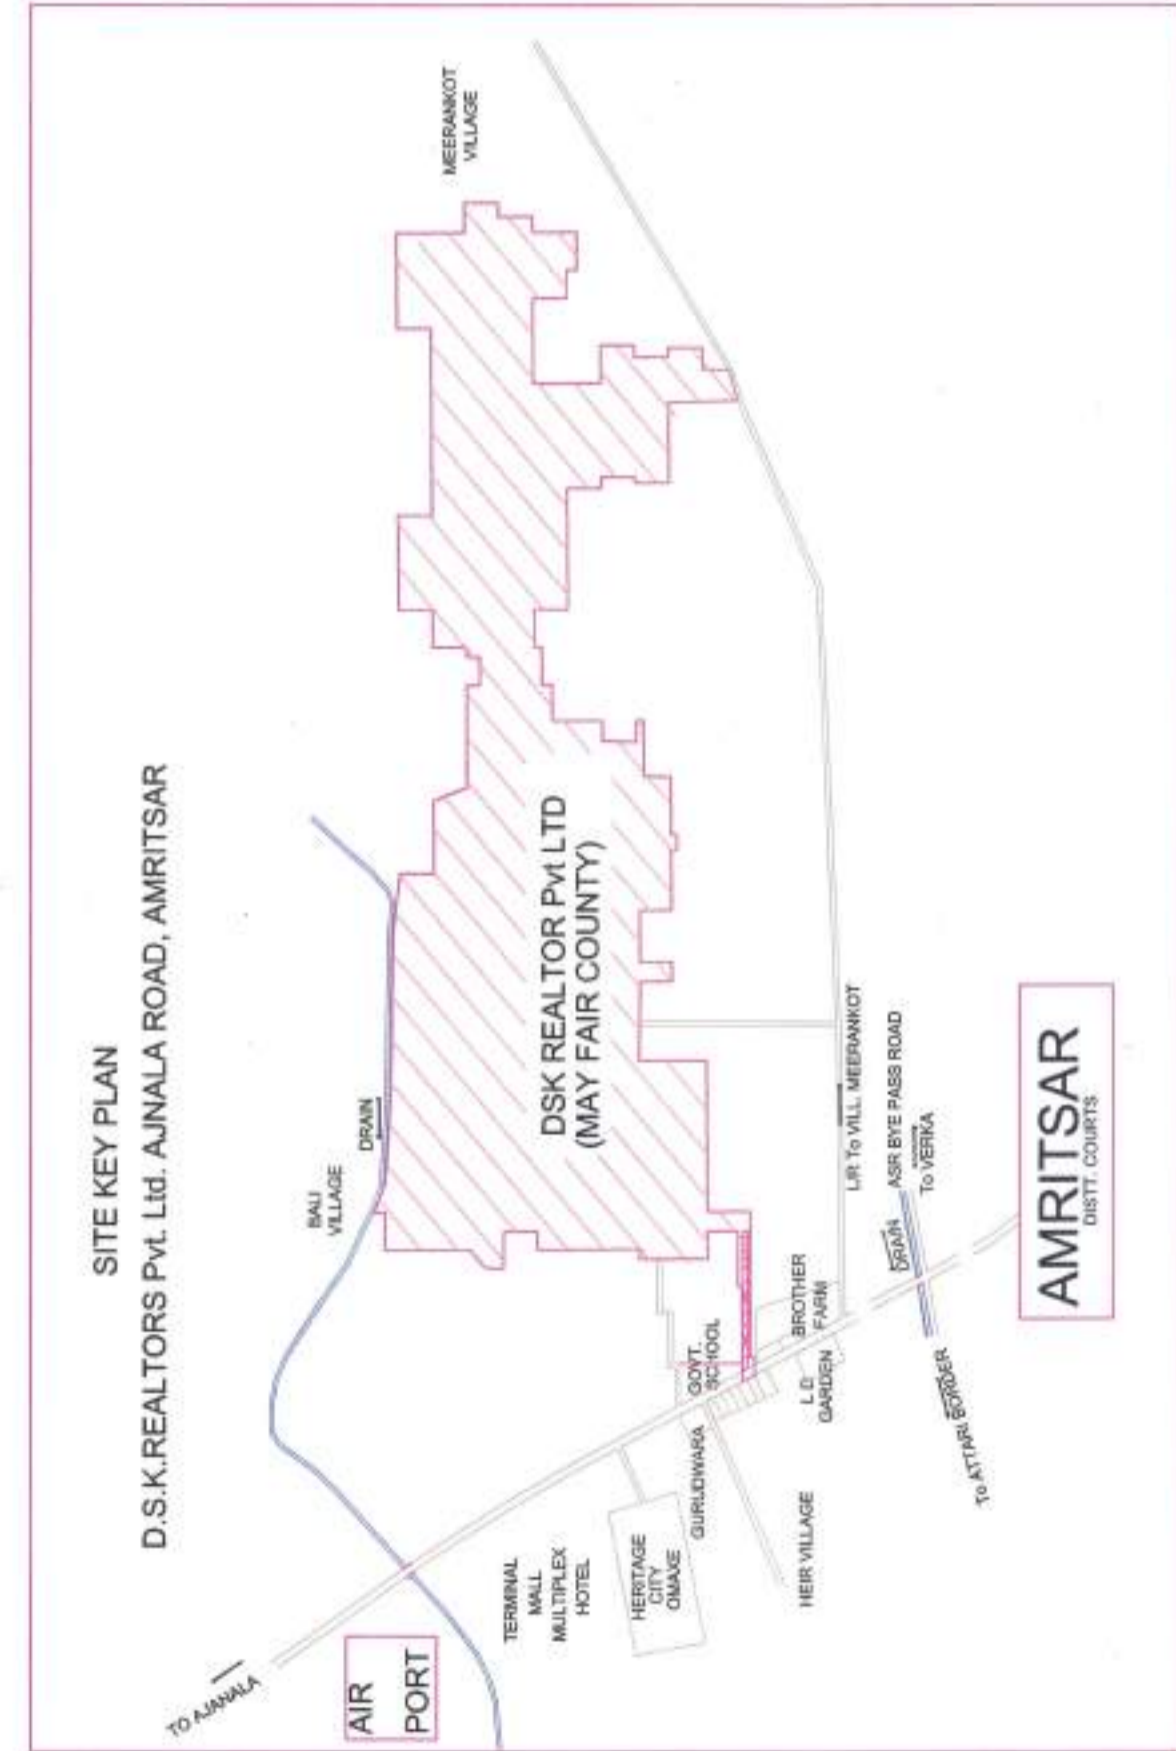 SITE KEY PLAN
D.S.K.REALTORS Pvt. Ltd. AJNALA ROAD, AMRITSAR
MEERANKOT
VILLAGE
BALI
VILLAGE
DRAIN
DSK REALTOR Pvt LTD
(MAY FAIR COUNTY)
TO AJANALA
AIR
PORT
TERMINAL
MALL
MULTIPLEX
HOTEL
HERITAGE
CITY
OMAXE
GURUDWARA
GOVT.
SCHOOL
HEIR VILLAGE
L.D.
GARDEN
BROTHER
FARM
L/R To VILL. MEERANKOT
DRAIN
ASR BYE PASS ROAD
To VERKA
To ATTARI BORDER
AMRITSAR
DISTT. COURTS